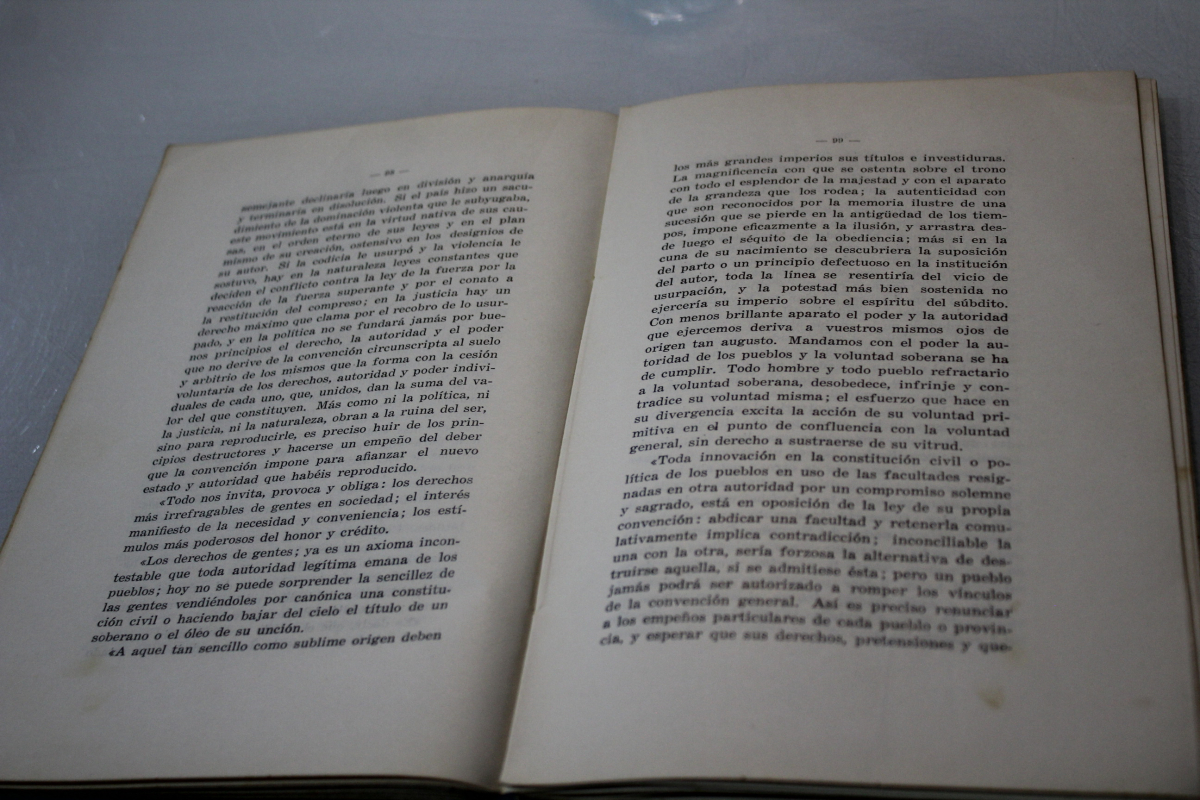 — 98 —
semejante declinaría luego en división y anarquia
y terminaría en disolución. Si el país hizo un sacu-
dimiento de la dominación violenta que le subyugaba,
este movimiento está en la virtud nativa de sus cau-
sas, en el orden eterno de sus leyes y en el plan
mismo de su creación, ostensivo en los designios de
su autor. Si la codicia le usurpó y la violencia le
sostuvo, hay en la naturaleza leyes constantes que
deciden el conflicto contra la ley de la fuerza por la
reacción de la fuerza superante y por el conato a
la restitución del compreso; en la justicia hay un
derecho máximo que clama por el recobro de lo usur-
pado, y en la política no se fundará jamás por bue-
nos principios el derecho, la autoridad y el poder
que no derive de la convención circunscripta al suelo
y arbitrio de los mismos que la forma con la cesión
voluntaría de los derechos, autoridad y poder indivi-
duales de cada uno, que, unidos, dan la suma del va-
lor del que constituyen. Más como ni la política, ni
la justicia, ni la naturaleza, obran a la ruina del ser,
sino para reproducirle, es preciso huir de los prin-
cipios destructores y hacerse un empeño del deber
que la convención impone para afianzar el nuevo
estado y autoridad que habéis reproducido.
«Todo nos invita, provoca y obliga: los derechos
más irrefragables de gentes en sociedad; el interés
manifiesto de la necesidad y conveniencia; los estí-
mulos más poderosos del honor y crédito.
«Los derechos de gentes; ya es un axioma incon-
testable que toda autoridad legítima emana de los
pueblos; hoy no se puede sorprender la sencillez de
las gentes vendiéndoles por canónica una constitu-
ción civil o haciendo bajar del cielo el título de un
soberano o el óleo de su unción.
«A aquel tan sencillo como sublime origen deben
— 99 —
los más grandes imperios sus títulos e investiduras.
La magnificencia con que se ostenta sobre el trono
con todo el esplendor de la majestad y con el aparato
de la grandeza que los rodea; la autenticidad con
que son reconocidos por la memoria ilustre de una
sucesión que se pierde en la antigüedad de los tiem-
pos, impone eficazmente a la ilusión, y arrastra des-
de luego el séquito de la obediencia; más si en la
cuna de su nacimiento se descubriera la suposición
del parto o un principio defectuoso en la institución
del autor, toda la línea se resentiría del vicio de
usurpación, y la potestad más bien sostenida no
ejercería su imperio sobre el espíritu del súbdito.
Con menos brillante aparato el poder y la autoridad
que ejercemos deriva a vuestros mismos ojos de
origen tan augusto. Mandamos con el poder la au-
toridad de los pueblos y la voluntad soberana se ha
de cumplir. Todo hombre y todo pueblo refractario
a la voluntad soberana, desobedece, infrinje y con-
tradice su voluntad misma; el esfuerzo que hace en
su divergencia excita la acción de su voluntad pri-
mitiva en el punto de confluencia con la voluntad
general, sin derecho a sustraerse de su vitrud.
«Toda innovación en la constitución civil o po-
lítica de los pueblos en uso de las facultades resig-
nadas en otra autoridad por un compromiso solemne
y sagrado, está en oposición de la ley de su propia
convención: abdicar una facultad y retenerla comu-
lativamente implica contradicción; inconciliable la
una con la otra, sería forzosa la alternativa de des-
truirse aquella, si se admitiese ésta; pero un pueblo
jamás podrá ser autorizado a romper los vínculos
de la convención general. Así es preciso renunciar
a los empeños particulares de cada pueblo o provin-
cia, y esperar que sus derechos, pretensiones y que-